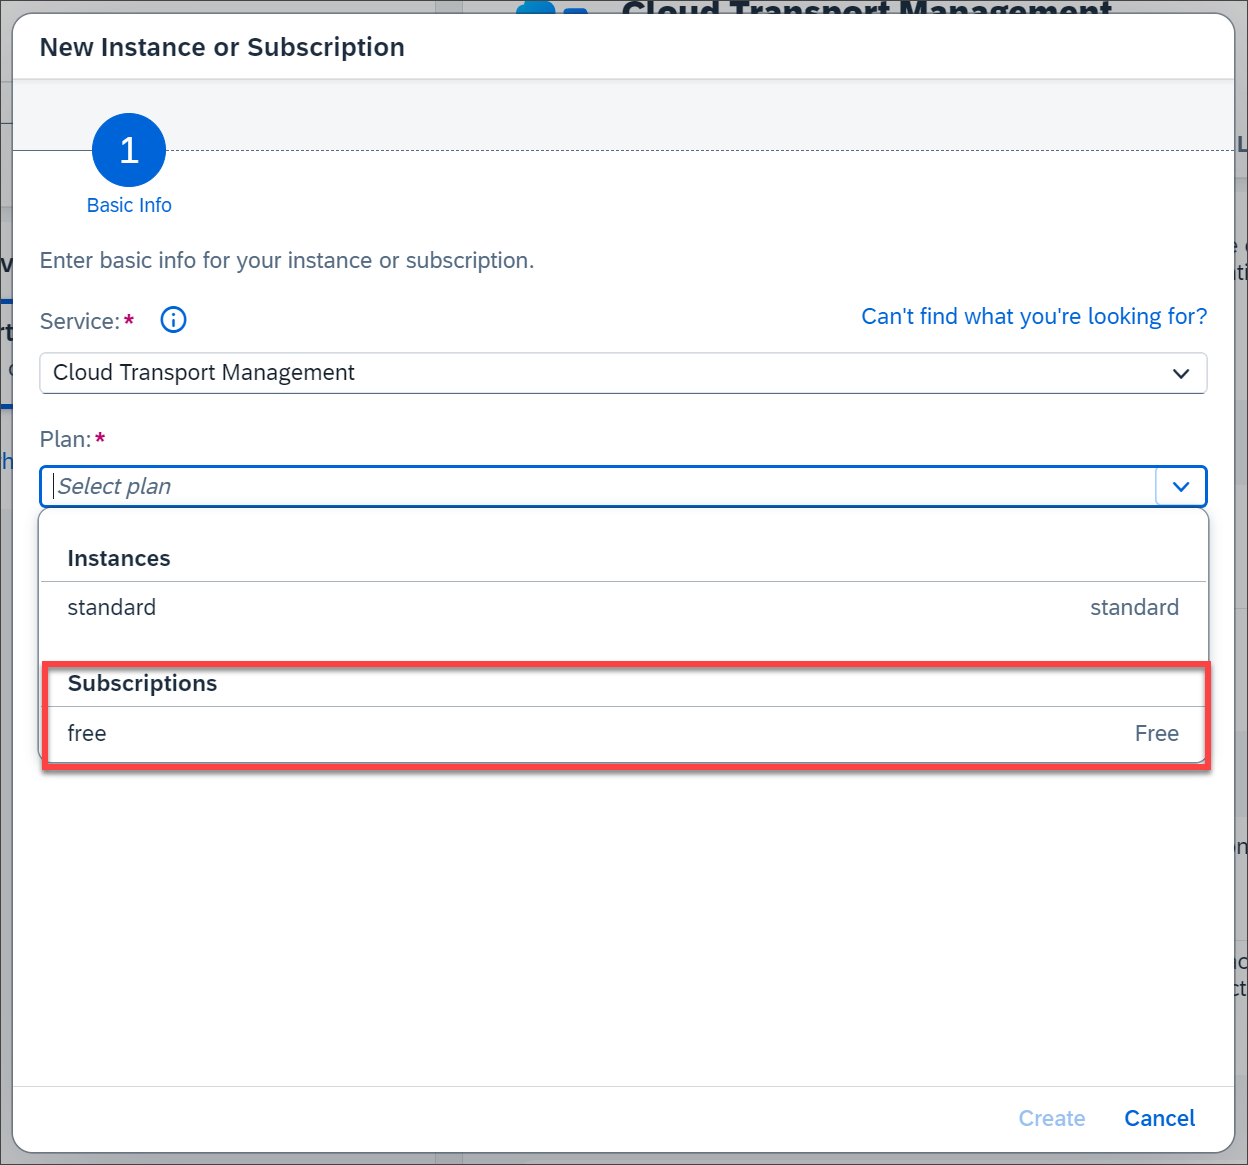 Cloud Transport Management
New Instance or Subscription
1
Basic Info
Enter basic info for your instance or subscription.
Service:*
Can't find what you're looking for?
Cloud Transport Management
Plan:*
Select plan
Instances
standard standard
Subscriptions
free Free
Create Cancel